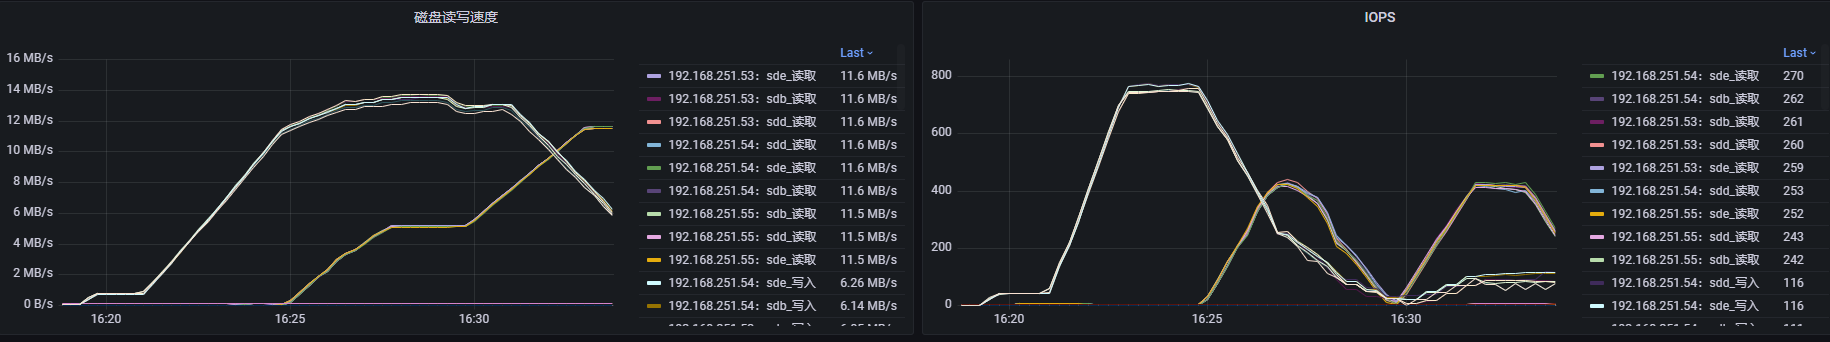 磁盘读写速度
16 MB/s
14 MB/s
12 MB/s
10 MB/s
8 MB/s
6 MB/s
4 MB/s
2 MB/s
0 B/s
16:20 16:25 16:30
Last
192.168.251.53：sde_读取 11.6 MB/s
192.168.251.53：sdb_读取 11.6 MB/s
192.168.251.53：sdd_读取 11.6 MB/s
192.168.251.54：sdd_读取 11.6 MB/s
192.168.251.54：sde_读取 11.6 MB/s
192.168.251.54：sdb_读取 11.6 MB/s
192.168.251.55：sdb_读取 11.5 MB/s
192.168.251.55：sdd_读取 11.5 MB/s
192.168.251.55：sde_读取 11.5 MB/s
192.168.251.54：sde_写入 6.26 MB/s
192.168.251.54：sdb_写入 6.14 MB/s
IOPS
800
600
400
200
0
16:20 16:25 16:30
Last
192.168.251.54：sde_读取 270
192.168.251.54：sdb_读取 262
192.168.251.53：sdb_读取 261
192.168.251.53：sdd_读取 260
192.168.251.53：sde_读取 259
192.168.251.54：sdd_读取 253
192.168.251.55：sde_读取 252
192.168.251.55：sdd_读取 243
192.168.251.55：sdb_读取 242
192.168.251.54：sdd_写入 116
192.168.251.54：sde_写入 116